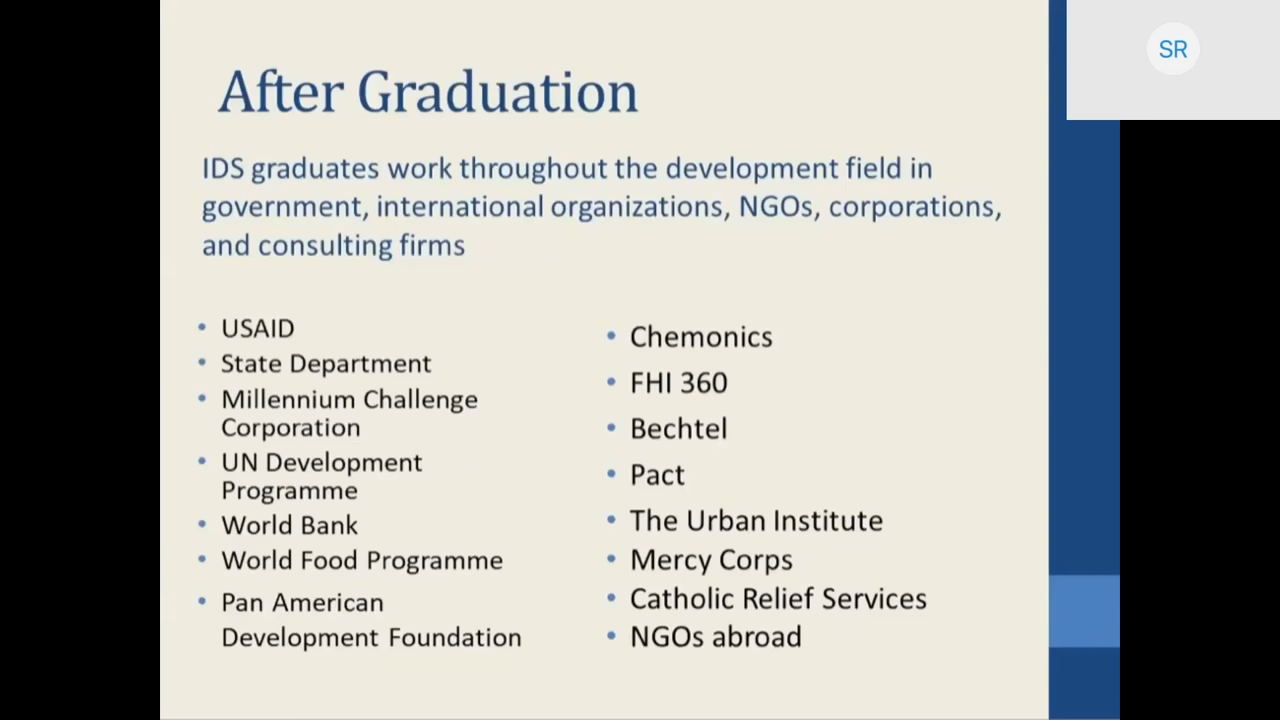 After Graduation
IDS graduates work throughout the development field in
government, international organizations, NGOs, corporations,
and consulting firms
• USAID
• State Department
• Millennium Challenge
Corporation
• UN Development
Programme
• World Bank
• World Food Programme
• Pan American
Development Foundation
• Chemonics
• FHI 360
• Bechtel
• Pact
• The Urban Institute
• Mercy Corps
• Catholic Relief Services
• NGOs abroad
SR